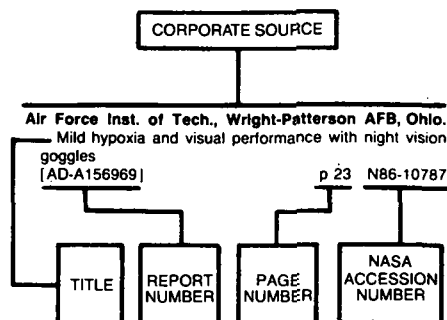 CORPORATE SOURCE
Air Force Inst. of Tech., Wright-Patterson AFB, Ohio.
Mild hypoxia and visual performance with night vision
goggles
[AD-A156969] p 23 N86-10787
TITLE
REPORT
NUMBER
PAGE
NUMBER
NASA
ACCESSION
NUMBER